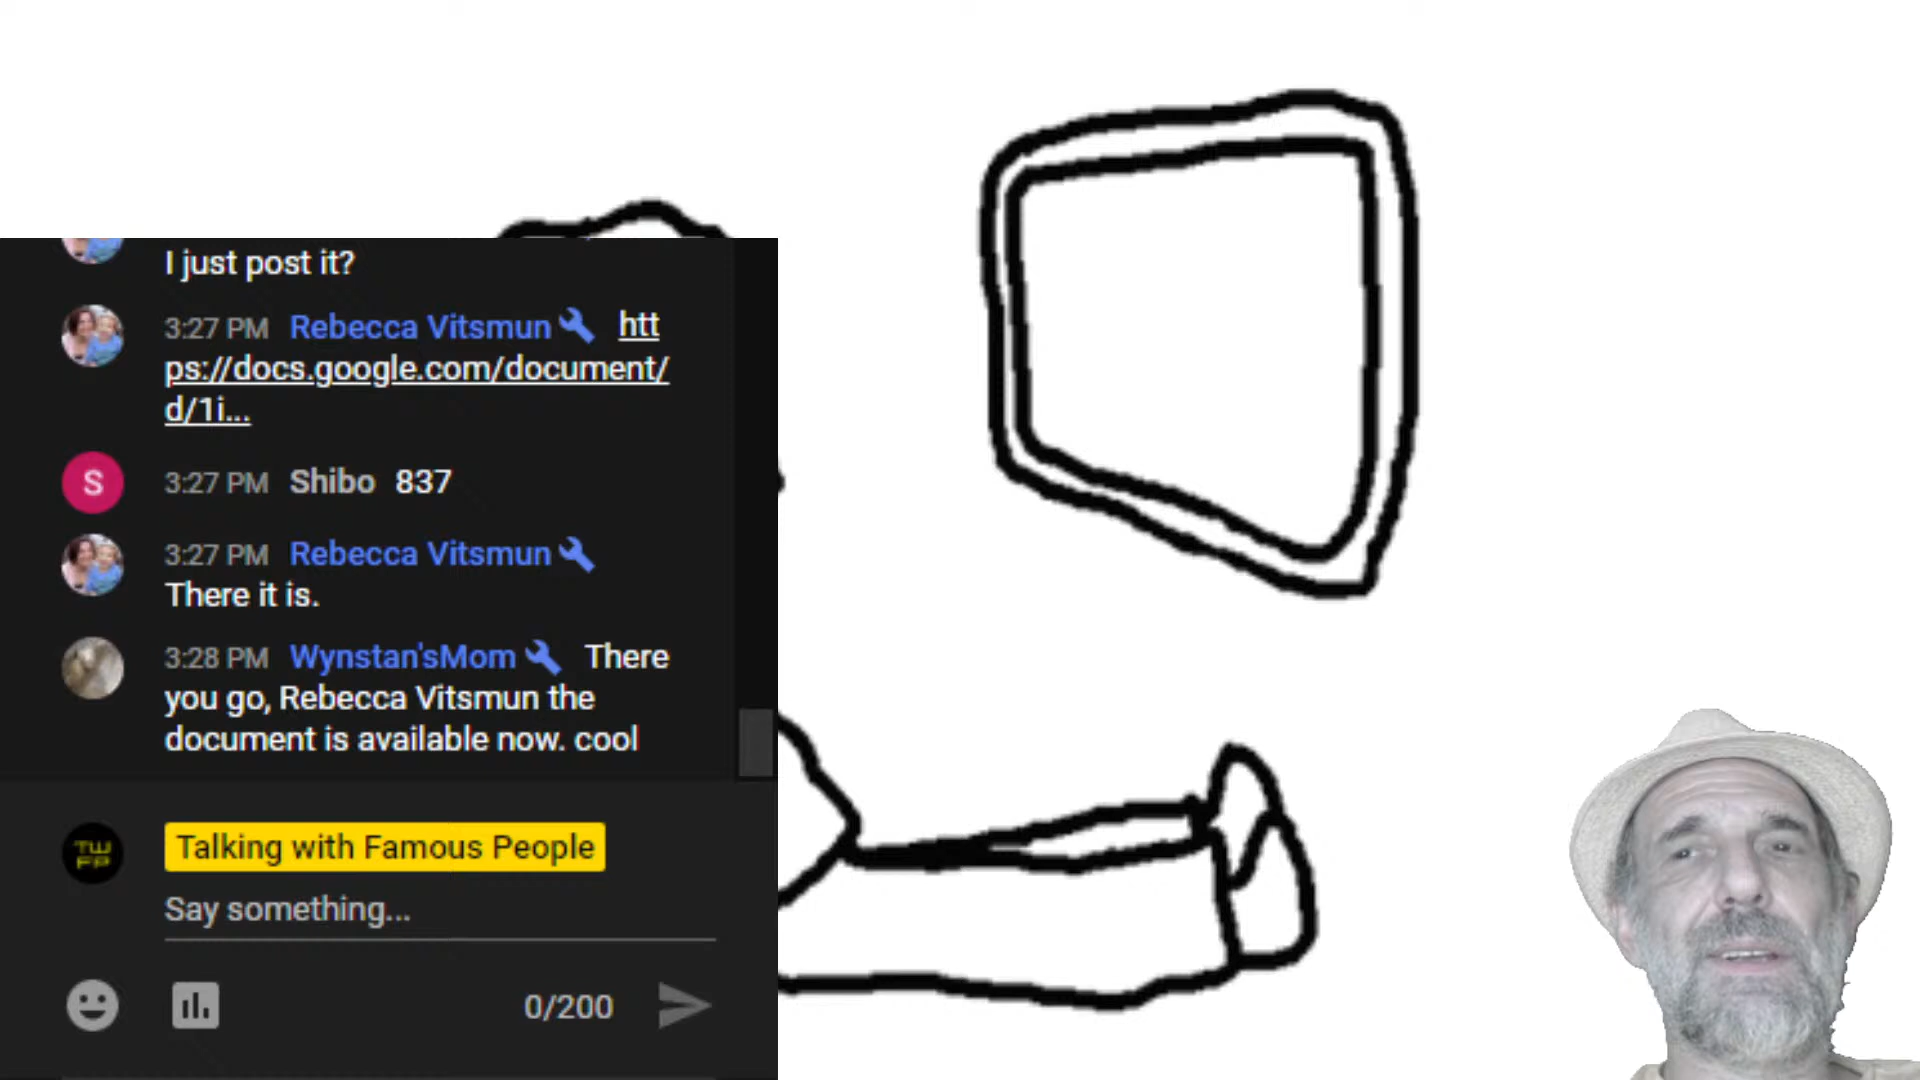 I just post it?
3:27 PM Rebecca Vitsmun htt
ps://docs.google.com/document/
d/1i...
S 3:27 PM Shibo 837
3:27 PM Rebecca Vitsmun
There it is.
3:28 PM Wynstan'sMom There
you go, Rebecca Vitsmun the
document is available now. cool
TW
FP
Talking with Famous People
Say something...
0/200